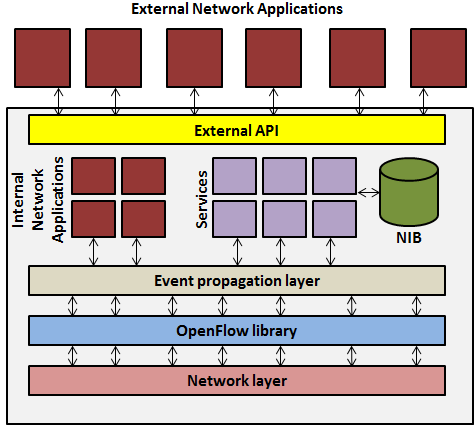 External Network Applications
External API
Internal
Network
Applications
Services
NIB
Event propagation layer
OpenFlow library
Network layer